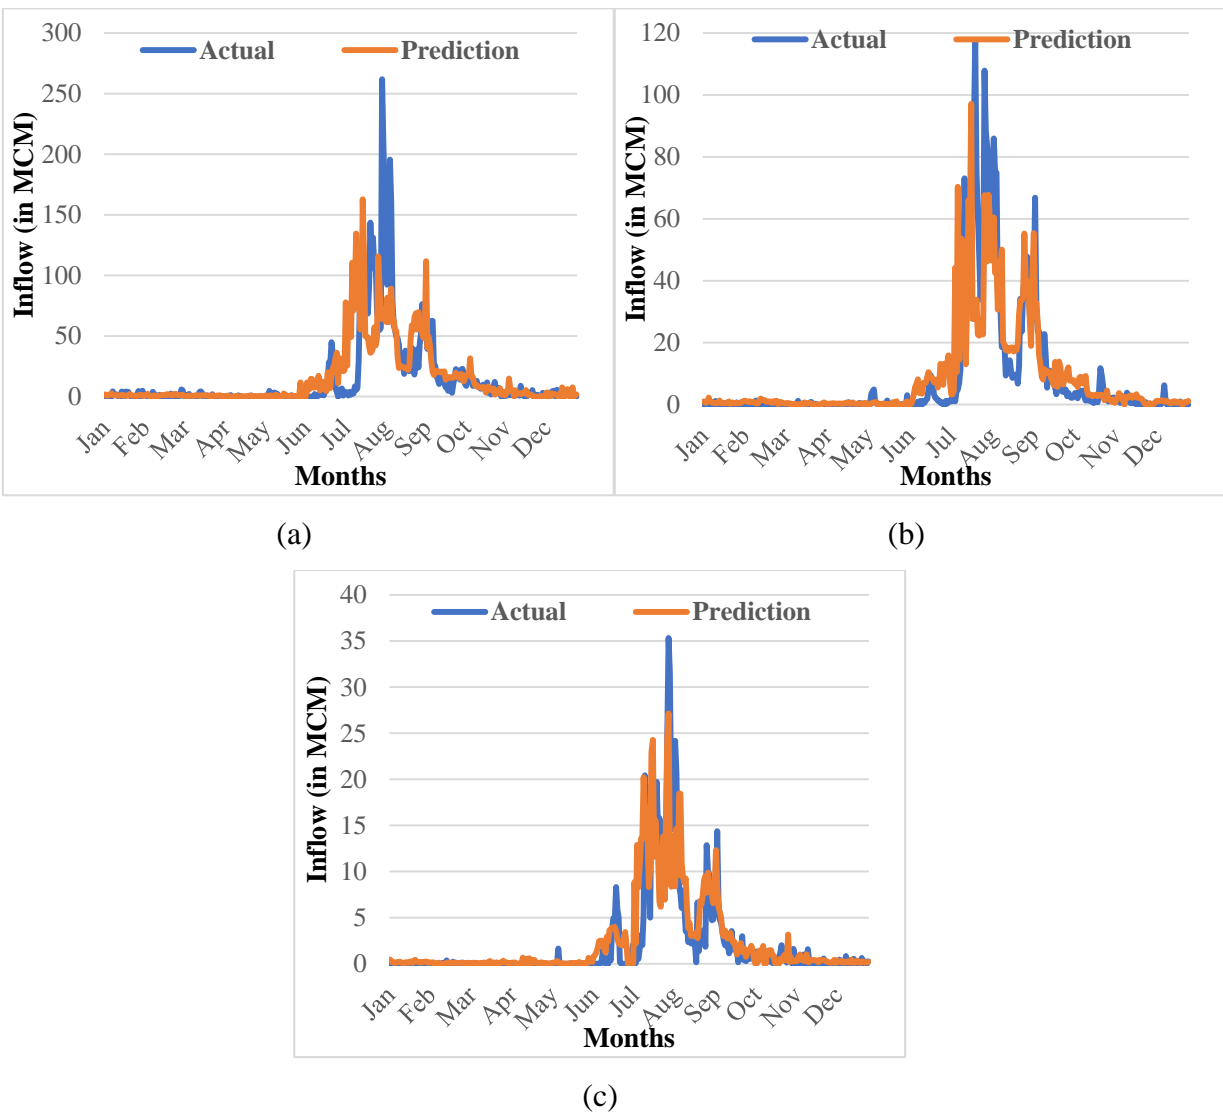 Actual Prediction
300
250
200
150
100
50
0
Inflow (in MCM)
Jan Feb Mar Apr May Jun Jul Aug Sep Oct Nov Dec
Months
(a)
Actual Prediction
120
100
80
60
40
20
0
Inflow (in MCM)
Jan Feb Mar Apr May Jun Jul Aug Sep Oct Nov Dec
Months
(b)
Actual Prediction
40
35
30
25
20
15
10
5
0
Inflow (in MCM)
Jan Feb Mar Apr May Jun Jul Aug Sep Oct Nov Dec
Months
(c)